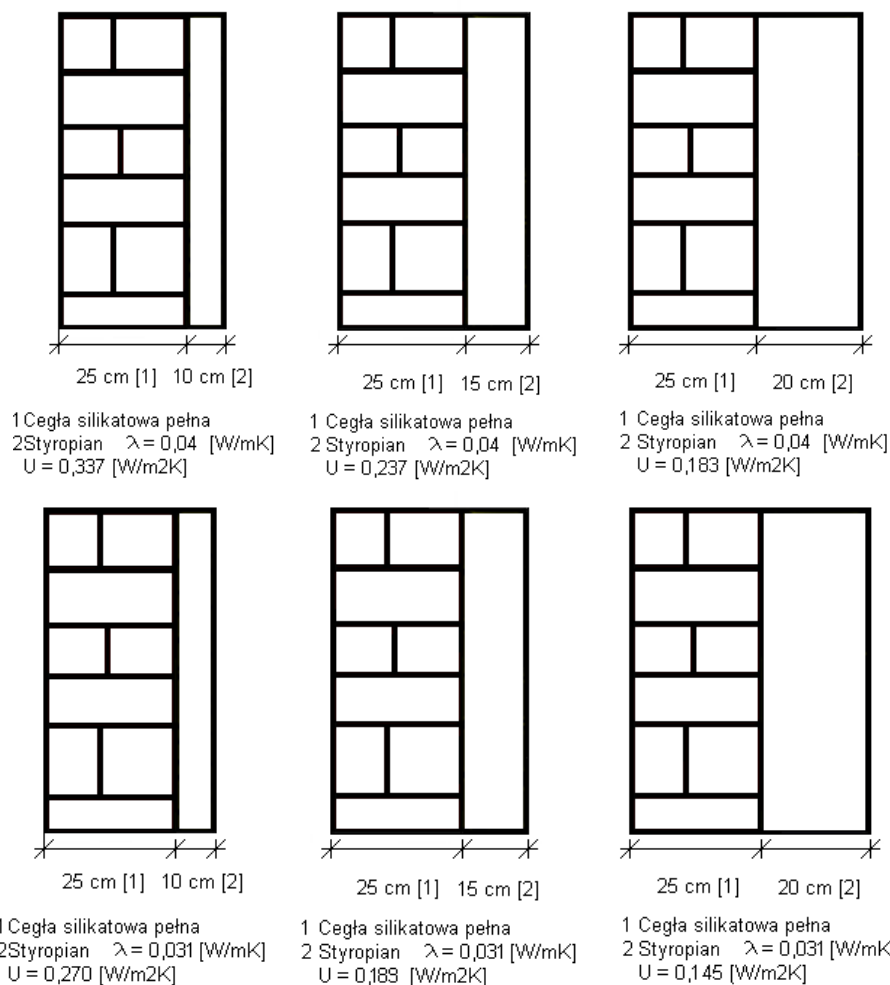 25 cm [1] 10 cm [2]
1 Cegła silikatowa pełna
2 Styropian λ = 0,04 [W/mK]
U = 0,337 [W/m2K]
25 cm [1] 15 cm [2]
1 Cegła silikatowa pełna
2 Styropian λ = 0,04 [W/mK]
U = 0,237 [W/m2K]
25 cm [1] 20 cm [2]
1 Cegła silikatowa pełna
2 Styropian λ = 0,04 [W/mK]
U = 0,183 [W/m2K]
25 cm [1] 10 cm [2]
1 Cegła silikatowa pełna
2 Styropian λ = 0,031 [W/mK]
U = 0,270 [W/m2K]
25 cm [1] 15 cm [2]
1 Cegła silikatowa pełna
2 Styropian λ = 0,031 [W/mK]
U = 0,189 [W/m2K]
25 cm [1] 20 cm [2]
1 Cegła silikatowa pełna
2 Styropian λ = 0,031 [W/mK
U = 0,145 [W/m2K]